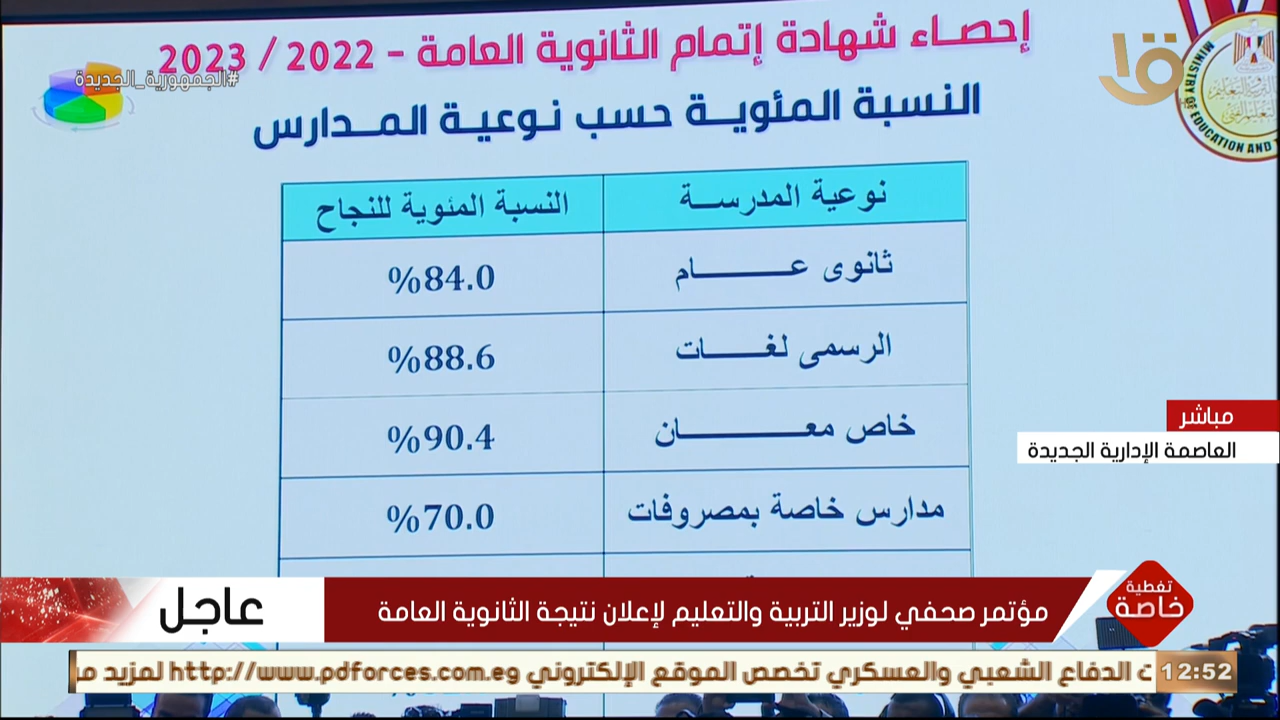 إحصاء شهادة إتمام الثانوية العامة - 2022 / 2023
#الجمهورية_الجديدة
النسبة المئوية حسب نوعية المدارس
MINISTRY OF EDUCATION AND
نوعية المدرسة النسبة المئوية للنجاح
ثانوى عام %84.0
الرسمى لغات %88.6
خاص معان %90.4
مدارس خاصة بمصروفات %70.0
مباشر
العاصمة الإدارية الجديدة
تغطية
خاصة
مؤتمر صحفي لوزير التربية والتعليم لإعلان نتيجة الثانوية العامة
عاجل
12:52
الدفاع الشعبي والعسكري تخصص الموقع الإلكتروني http://www.pdforces.com.eg لمزيد